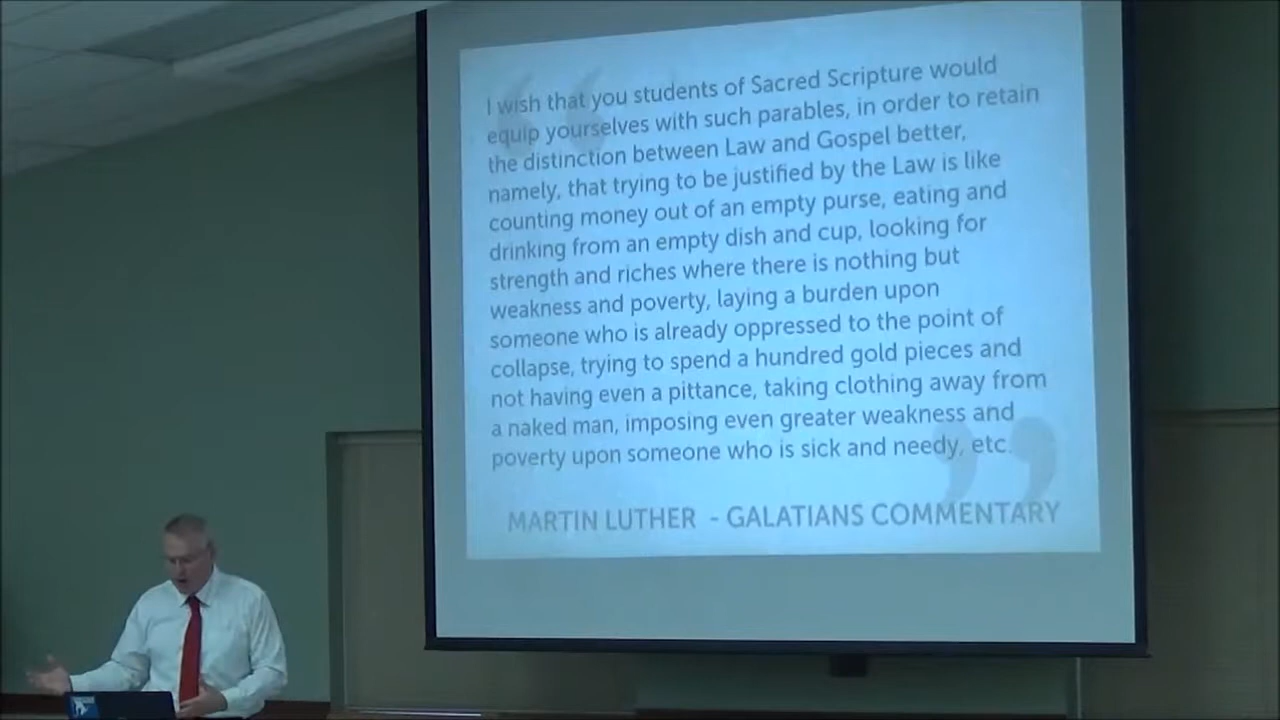 I wish that you students of Sacred Scripture would
equip yourselves with such parables, in order to retain
the distinction between Law and Gospel better,
namely, that trying to be justified by the Law is like
counting money out of an empty purse, eating and
drinking from an empty dish and cup, looking for
strength and riches where there is nothing but
weakness and poverty, laying a burden upon
someone who is already oppressed to the point of
collapse, trying to spend a hundred gold pieces and
not having even a pittance, taking clothing away from
a naked man, imposing even greater weakness and
poverty upon someone who is sick and needy, etc.
MARTIN LUTHER - GALATIANS COMMENTARY